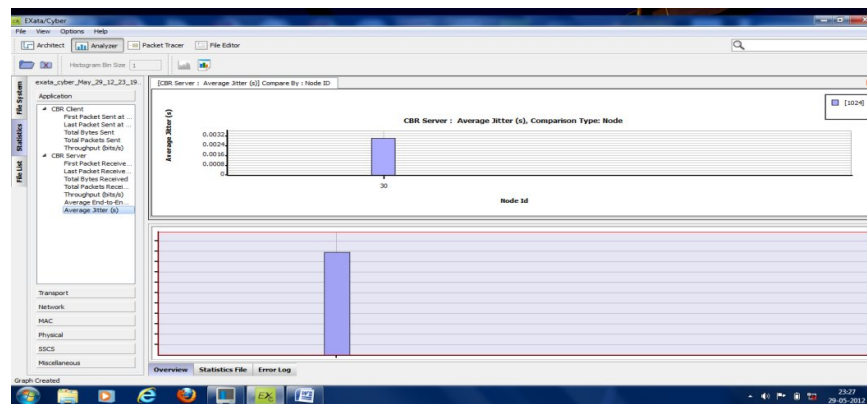 EXata/Cyber
File View Options Help
Architect Analyzer Packet Tracer File Editor
Histogram Bin Size 1
File System
Statistics
File List
exata_cyber_May_29_12_23_19...
Application
CBR Client
First Packet Sent at ...
Last Packet Sent at ...
Total Bytes Sent
Total Packets Sent
Throughput (bits/s)
CBR Server
First Packet Receive...
Last Packet Receive...
Total Bytes Received
Total Packets Recei...
Throughput (bits/s)
Average End-to-En...
Average Jitter (s)
Transport
Network
MAC
Physical
SSCS
Miscellaneous
[CBR Server : Average Jitter (s)] Compare By : Node ID
CBR Server : Average Jitter (s), Comparison Type: Node
[1024]
Average Jitter (s)
0.0032
0.0024
0.0016
0.0008
0
30
Node Id
Overview Statistics File Error Log
Graph Created
23:27
29-05-2012